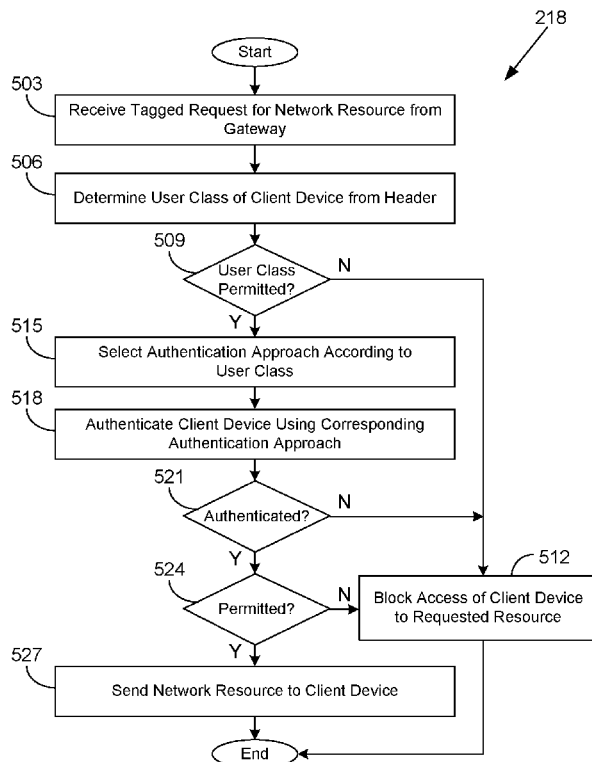 218
Start
503
Receive Tagged Request for Network Resource from
Gateway
506
Determine User Class of Client Device from Header
509
User Class
Permitted?
N
Y
515
Select Authentication Approach According to
User Class
518
Authenticate Client Device Using Corresponding
Authentication Approach
521
Authenticated?
N
Y
524
Permitted?
N
512
Block Access of Client Device
to Requested Resource
Y
527
Send Network Resource to Client Device
End